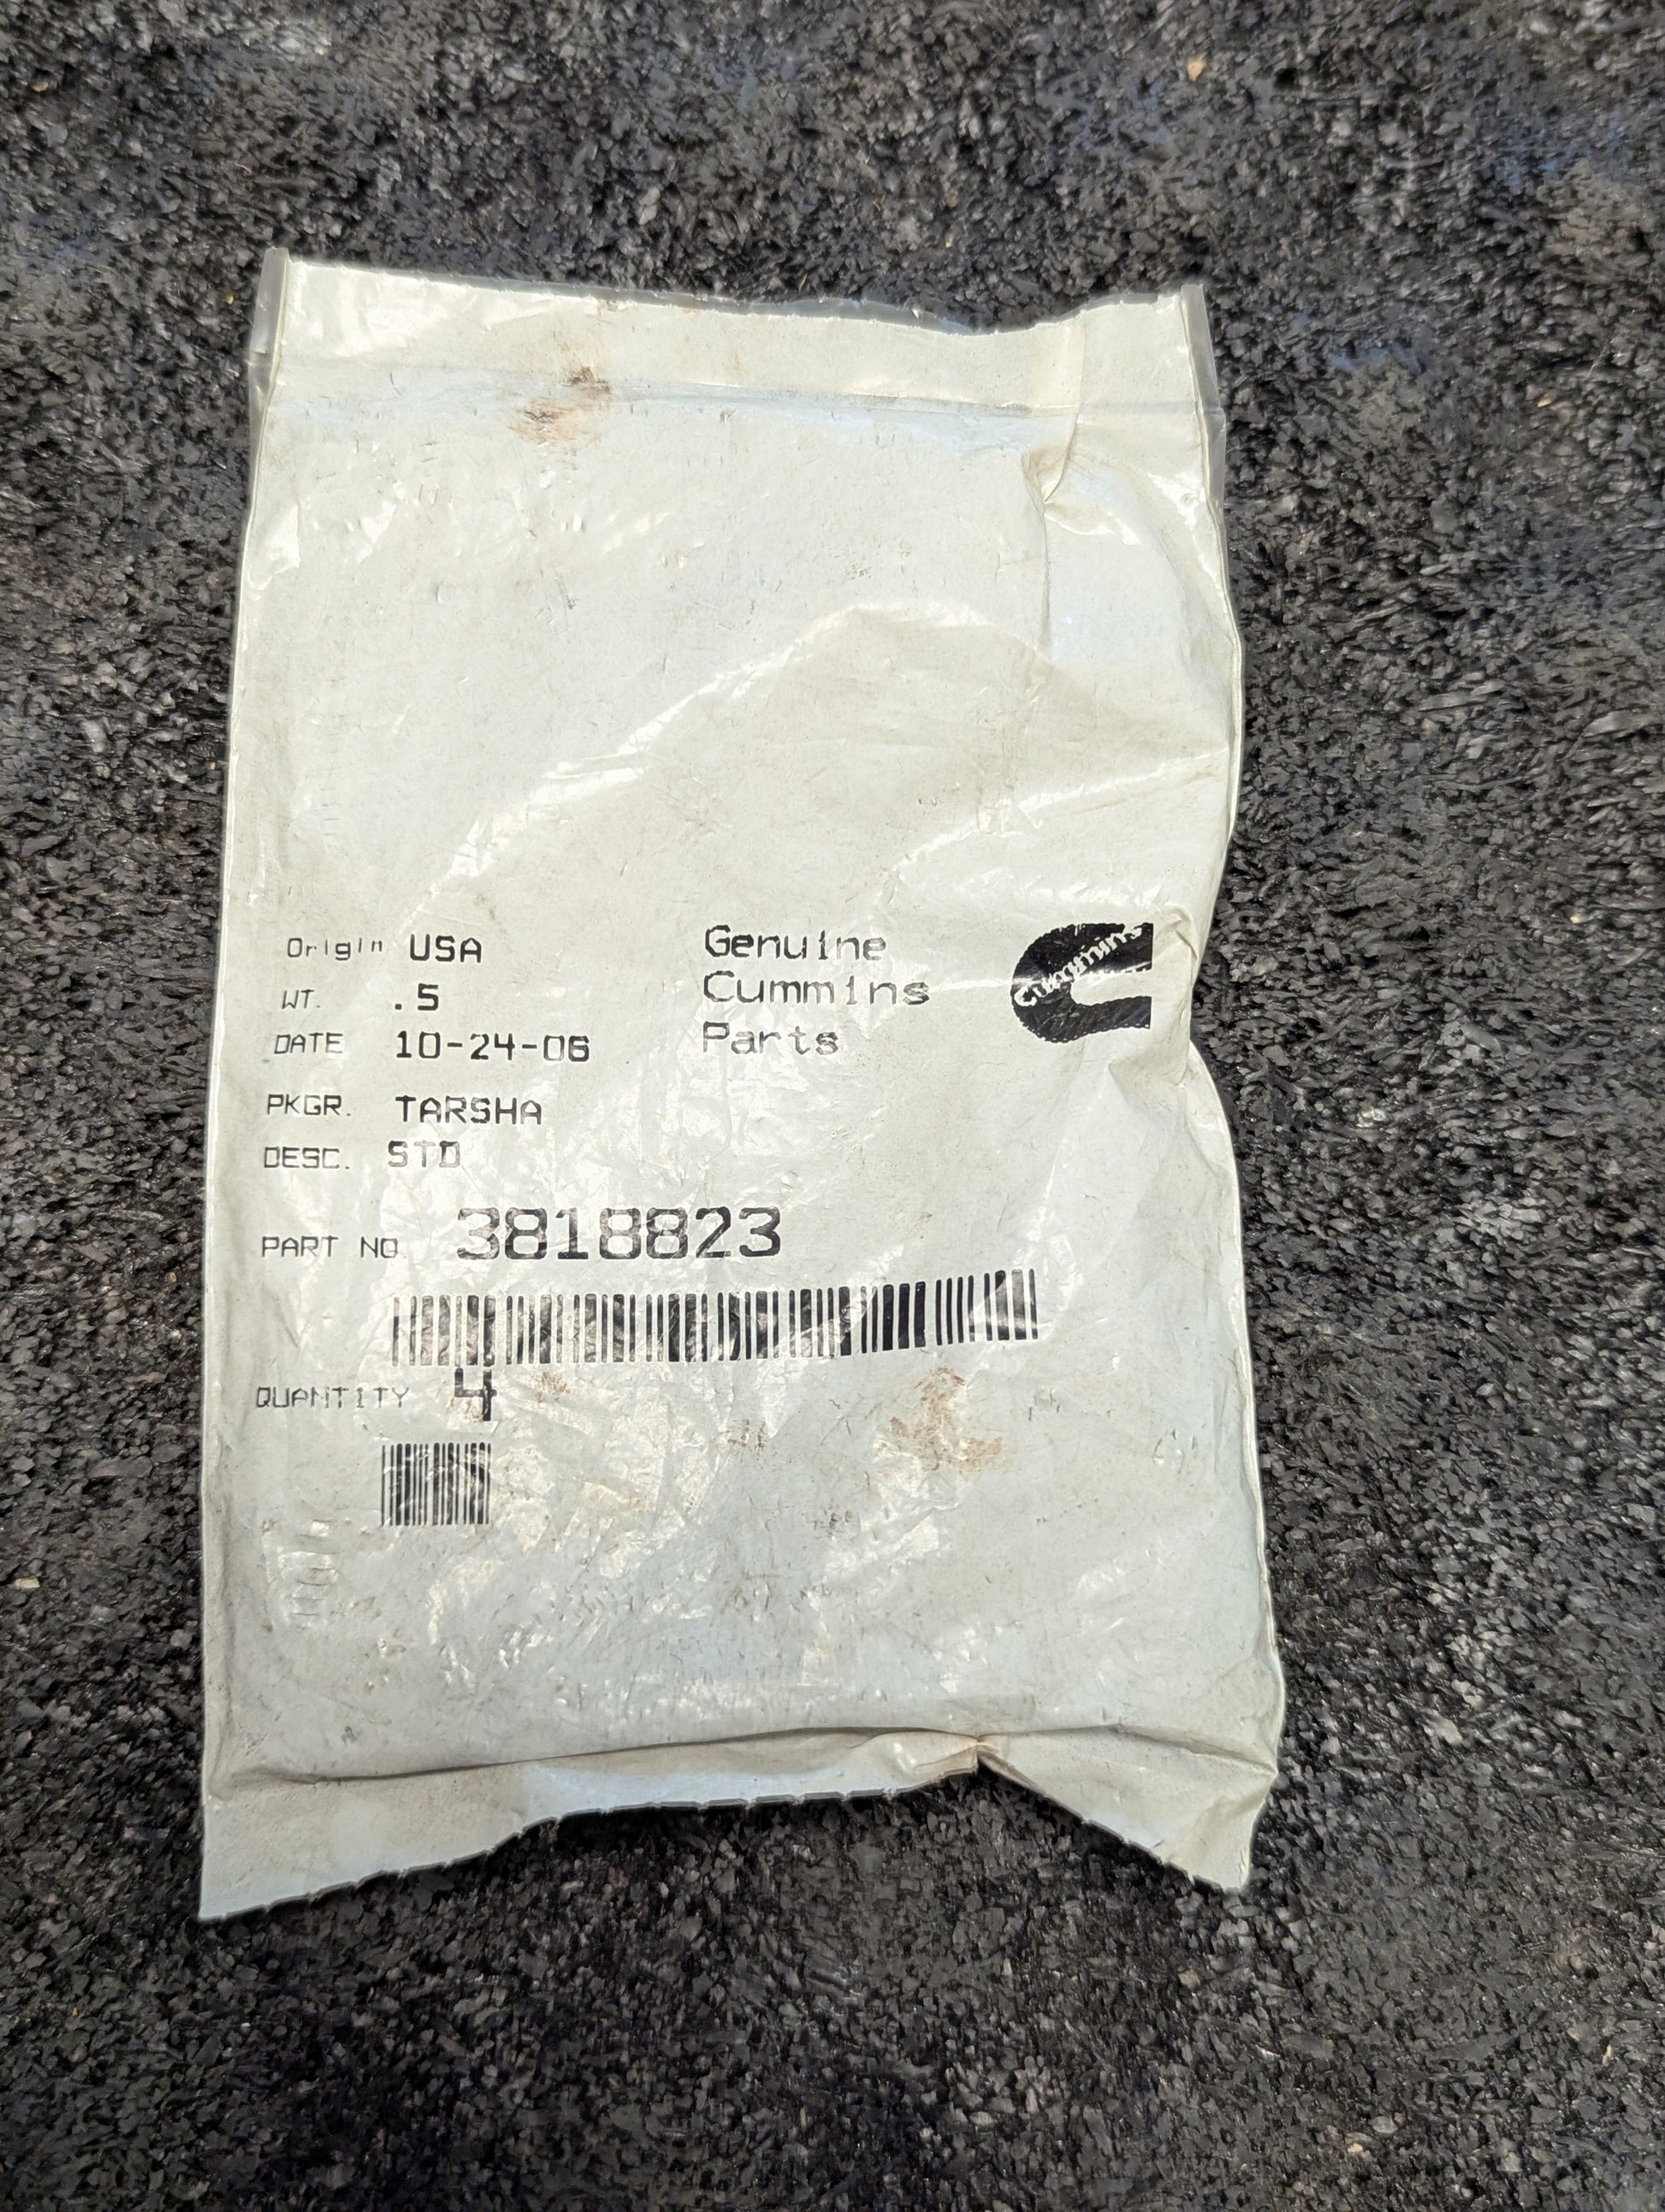 Origin USA
WT. .5
DATE 10-24-06
PKGR. TARSHA
DESC. STD
Genuine
Cummins
Parts
Cummins
PART NO 3818823
QUANTITY 4